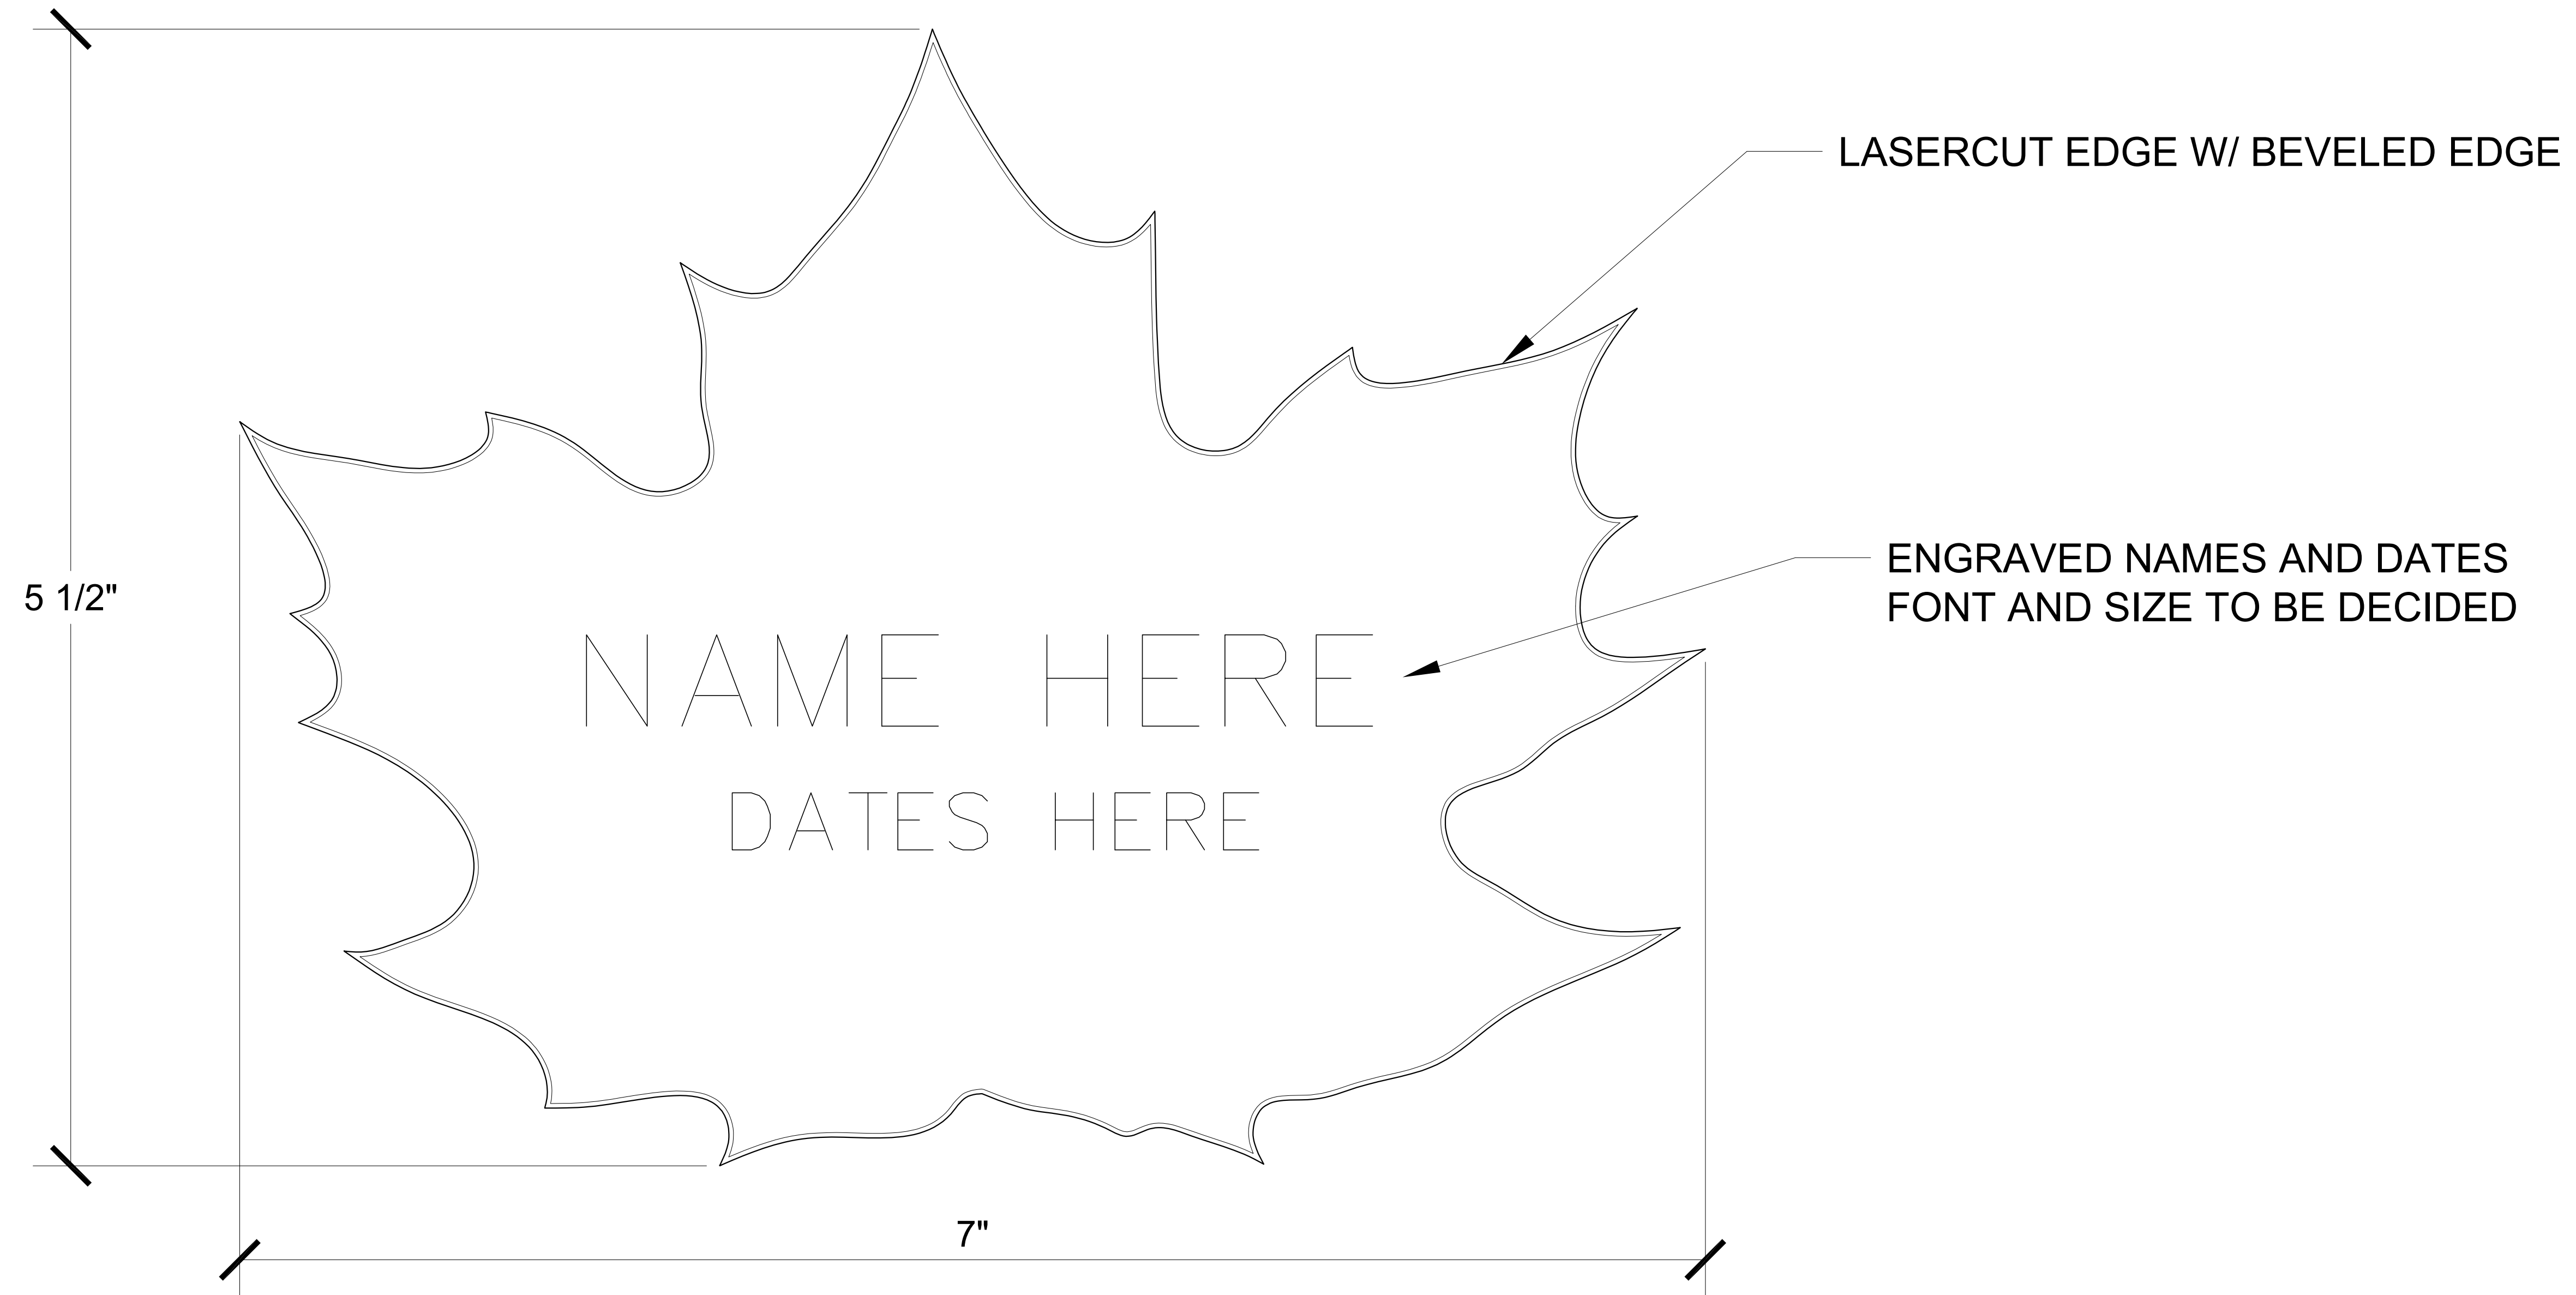 LASERCUT EDGE W/ BEVELED EDGE
ENGRAVED NAMES AND DATES
FONT AND SIZE TO BE DECIDED
5 1/2"
NAME HERE
DATES HERE
7"